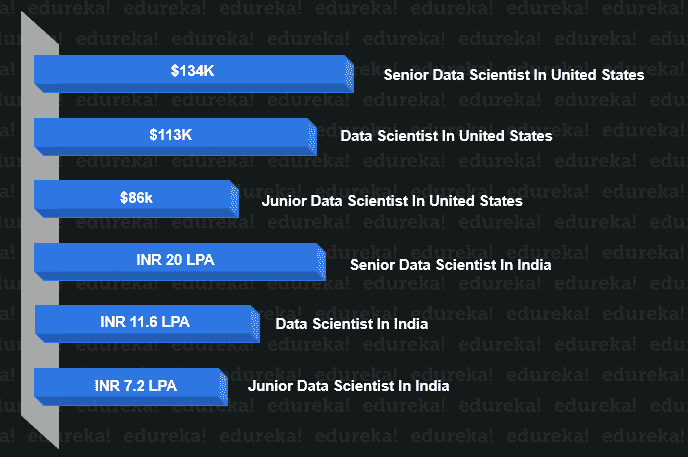 $134K
Senior Data Scientist In United States
$113K
Data Scientist In United States
$86k
Junior Data Scientist In United States
INR 20 LPA
Senior Data Scientist In India
INR 11.6 LPA
Data Scientist In India
INR 7.2 LPA
Junior Data Scientist In India
edureka!